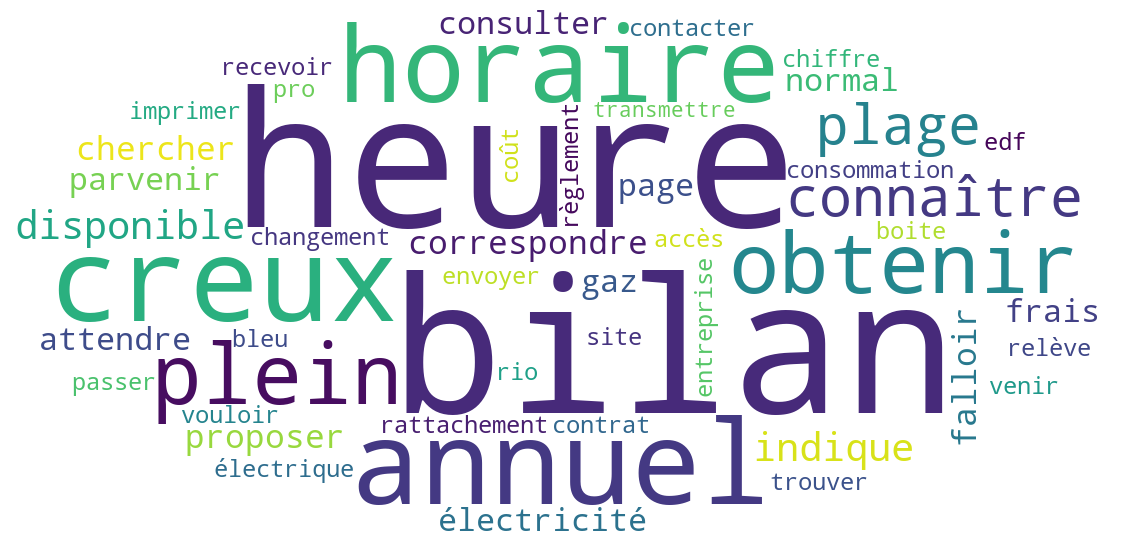 consulter
contacter
horaire
chiffre
recevoir
normal
pro
imprimer
heure
transmettre
plage
edf
chercher
coût
règlement
consommation
parvenir
page
connaître
disponible
changement
correspondre
accès
boite
creux
envoyer
gaz
obtenir
entreprise
bilan
frais
attendre
bleu
site
falloir
relève
plein
rio
passer
venir
vouloir
rattachement
contrat
proposer
annuel
indique
électrique
trouver
électricité